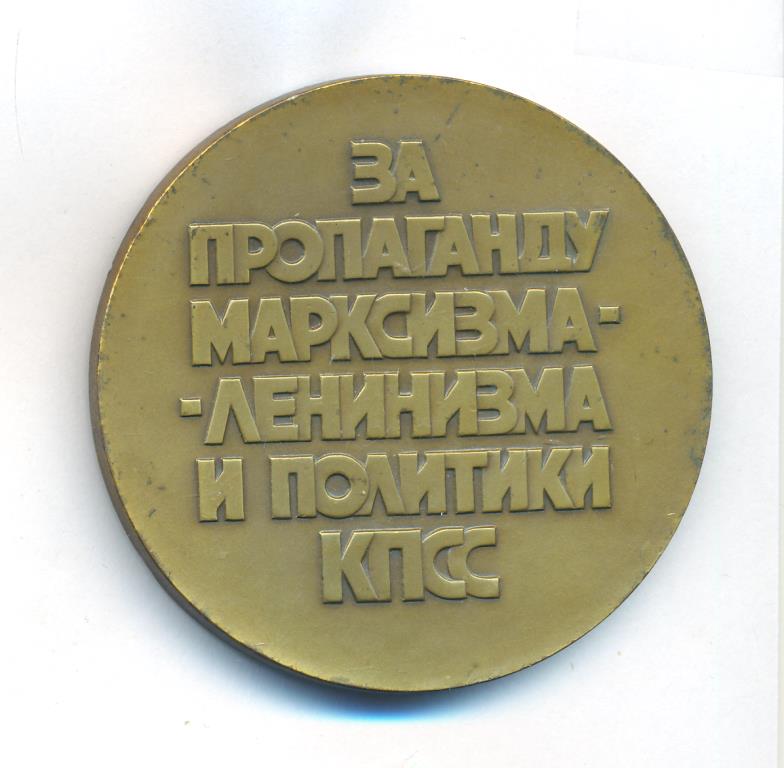 ЗА
ПРОПАГАНДУ
МАРКСИЗМА-
-ЛЕНИНИЗМА
И ПОЛИТИКИ
КПСС